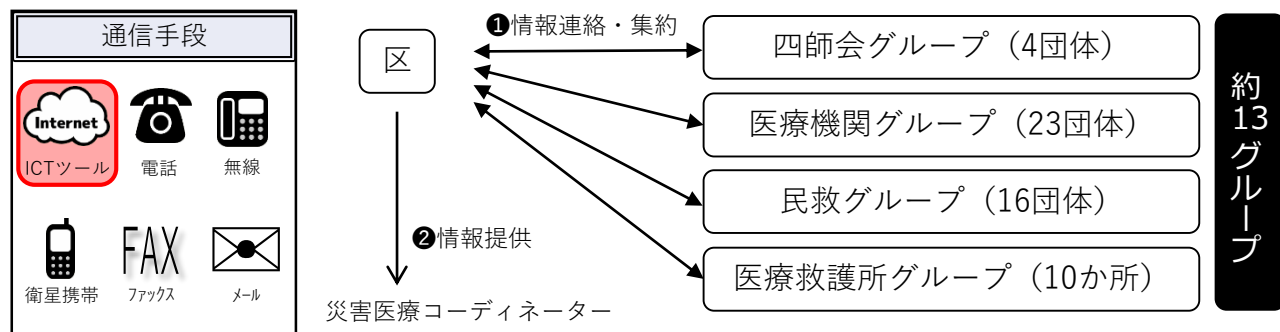 通信手段
Internet
ICTツール
電話
無線
衛星携帯
FAX
ファックス
メール
区
❶情報連絡・集約
❷情報提供
災害医療コーディネーター
四師会グループ（4団体）
医療機関グループ（23団体）
民救グループ（16団体）
医療救護所グループ（10か所）
約13グループ